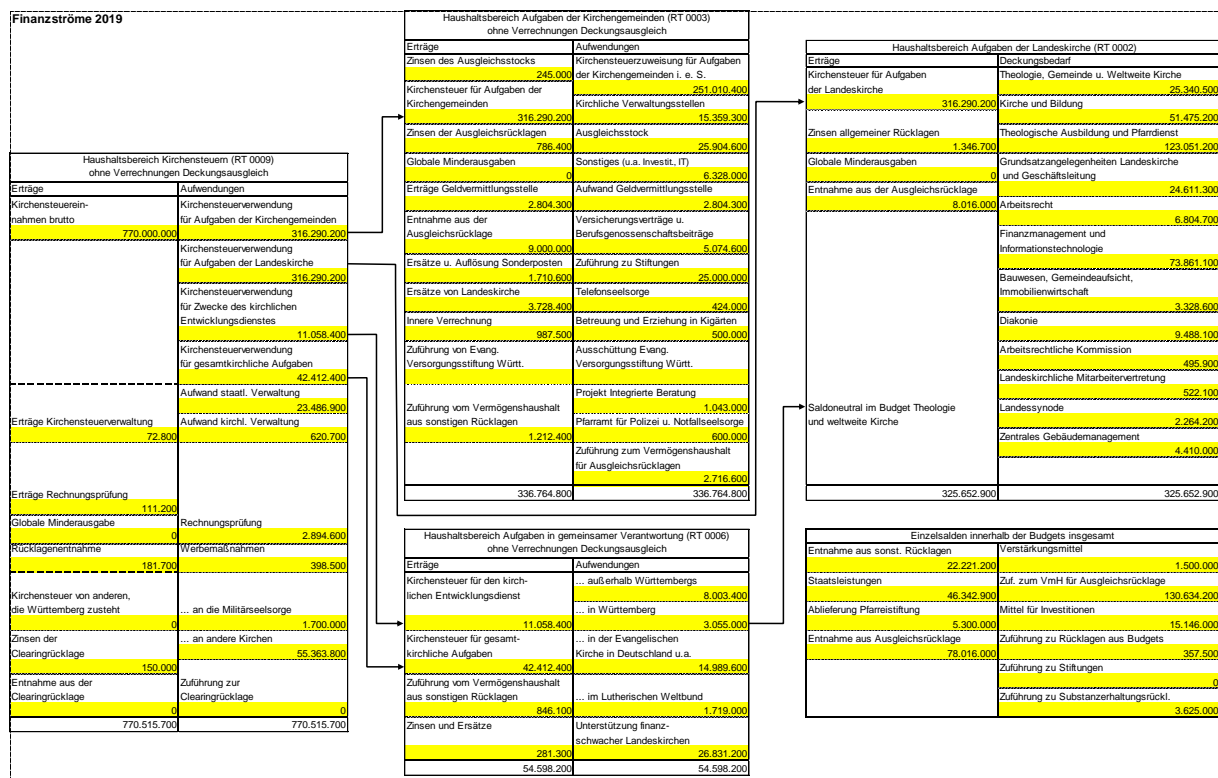 Finanzströme 2019
Haushaltsbereich Kirchensteuern (RT 0009)
ohne Verrechnungen Deckungsausgleich
Erträge
Aufwendungen
Kirchensteuerein-
nahmen brutto
770.000.000
Kirchensteuerverwendung
für Aufgaben der Kirchengemeinden
316.290.200
Kirchensteuerverwendung
für Aufgaben der Landeskirche
316.290.200
Kirchensteuerverwendung
für Zwecke des kirchlichen
Entwicklungsdienstes
11.058.400
Kirchensteuerverwendung
für gesamtkirchliche Aufgaben
42.412.400
Aufwand staatl. Verwaltung
23.486.900
Erträge Kirchensteuerverwaltung
72.800
Aufwand kirchl. Verwaltung
620.700
Erträge Rechnungsprüfung
111.200
Globale Minderausgabe
0
Rechnungsprüfung
2.894.600
Rücklagenentnahme
181.700
Werbemaßnahmen
398.500
Kirchensteuer von anderen,
die Württemberg zusteht
0
... an die Militärseelsorge
1.700.000
Zinsen der
Clearingrücklage
150.000
... an andere Kirchen
55.363.800
Entnahme aus der
Clearingrücklage
0
Zuführung zur
Clearingrücklage
0
770.515.700
770.515.700
Haushaltsbereich Aufgaben der Kirchengemeinden (RT 0003)
ohne Verrechnungen Deckungsausgleich
Erträge
Aufwendungen
Zinsen des Ausgleichsstocks
245.000
Kirchensteuerzuweisung für Aufgaben
der Kirchengemeinden i. e. S.
251.010.400
Kirchensteuer für Aufgaben der
Kirchengemeinden
316.290.200
Kirchliche Verwaltungsstellen
15.359.300
Zinsen der Ausgleichsrücklagen
786.400
Ausgleichsstock
25.904.600
Globale Minderausgaben
0
Sonstiges (u.a. Investit., IT)
6.328.000
Erträge Geldvermittlungsstelle
2.804.300
Aufwand Geldvermittlungsstelle
2.804.300
Entnahme aus der
Ausgleichsrücklage
9.000.000
Versicherungsverträge u.
Berufsgenossenschaftsbeiträge
5.074.600
Ersätze u. Auflösung Sonderposten
1.710.600
Zuführung zu Stiftungen
25.000.000
Ersätze von Landeskirche
3.728.400
Telefonseelsorge
424.000
Innere Verrechnung
987.500
Betreuung und Erziehung in Kigärten
500.000
Zuführung von Evang.
Versorgungsstiftung Württ.
Ausschüttung Evang.
Versorgungsstiftung Württ.
Projekt Integrierte Beratung
1.043.000
Zuführung vom Vermögenshaushalt
aus sonstigen Rücklagen
1.212.400
Pfarramt für Polizei u. Notfallseelsorge
600.000
Zuführung zum Vermögenshaushalt
für Ausgleichsrücklagen
2.716.600
336.764.800
336.764.800
Haushaltsbereich Aufgaben in gemeinsamer Verantwortung (RT 0006)
ohne Verrechnungen Deckungsausgleich
Erträge
Aufwendungen
Kirchensteuer für den kirch-
lichen Entwicklungsdienst
11.058.400
... außerhalb Württembergs
8.003.400
... in Württemberg
3.055.000
Kirchensteuer für gesamt-
kirchliche Aufgaben
42.412.400
... in der Evangelischen
Kirche in Deutschland u.a.
14.989.600
Zuführung vom Vermögenshaushalt
aus sonstigen Rücklagen
846.100
... im Lutherischen Weltbund
1.719.000
Zinsen und Ersätze
281.300
Unterstützung finanz-
schwacher Landeskirchen
26.831.200
54.598.200
54.598.200
Haushaltsbereich Aufgaben der Landeskirche (RT 0002)
Erträge
Deckungsbedarf
Kirchensteuer für Aufgaben
der Landeskirche
316.290.200
Theologie, Gemeinde u. Weltweite Kirche
25.340.500
Kirche und Bildung
51.475.200
Zinsen allgemeiner Rücklagen
1.346.700
Theologische Ausbildung und Pfarrdienst
123.051.200
Globale Minderausgaben
0
Grundsatzangelegenheiten Landeskirche
und Geschäftsleitung
24.611.300
Entnahme aus der Ausgleichsrücklage
8.016.000
Arbeitsrecht
6.804.700
Finanzmanagement und
Informationstechnologie
73.861.100
Bauwesen, Gemeindeaufsicht,
Immobilienwirtschaft
3.328.600
Diakonie
9.488.100
Arbeitsrechtliche Kommission
495.900
Landeskirchliche Mitarbeitervertretung
522.100
Saldoneutral im Budget Theologie
und weltweite Kirche
Landessynode
2.264.200
Zentrales Gebäudemanagement
4.410.000
325.652.900
325.652.900
Einzelsalden innerhalb der Budgets insgesamt
Entnahme aus sonst. Rücklagen
22.221.200
Verstärkungsmittel
1.500.000
Staatsleistungen
46.342.900
Zuf. zum VmH für Ausgleichsrücklage
130.634.200
Ablieferung Pfarreistiftung
5.300.000
Mittel für Investitionen
15.146.000
Entnahme aus Ausgleichsrücklage
78.016.000
Zuführung zu Rücklagen aus Budgets
357.500
Zuführung zu Stiftungen
0
Zuführung zu Substanzerhaltungsrückl.
3.625.000